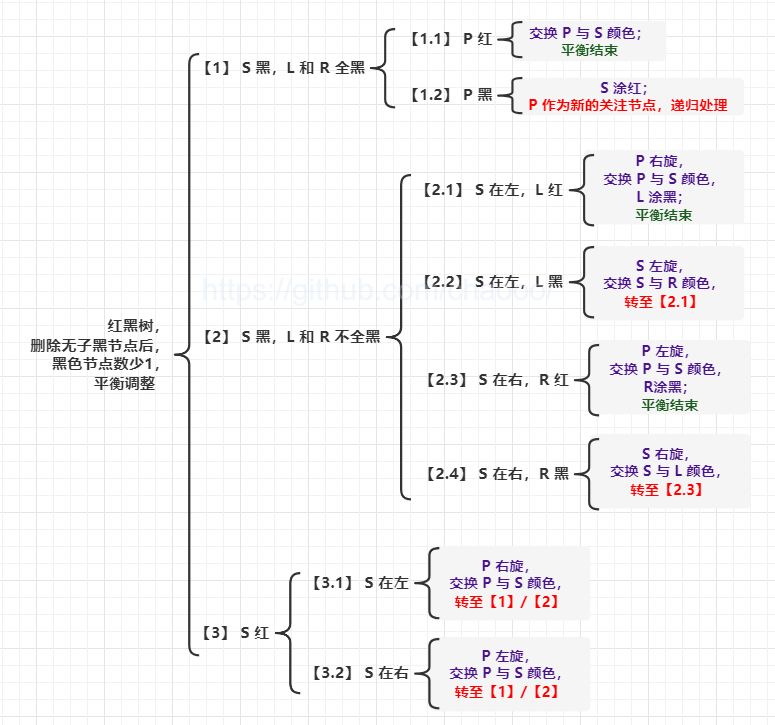 红黑树，
删除无子黑节点后，
黑色节点数少1，
平衡调整
【1】 S 黑，L 和 R 全黑
【1.1】 P 红
交换 P 与 S 颜色；
平衡结束
【1.2】 P 黑
S 涂红；
P 作为新的关注节点，递归处理
【2】 S 黑，L 和 R 不全黑
【2.1】 S 在左，L 红
P 右旋，
交换 P 与 S 颜色，
L 涂黑；
平衡结束
【2.2】 S 在左，L 黑
S 左旋，
交换 S 与 R 颜色，
转至【2.1】
【2.3】 S 在右，R 红
P 左旋，
交换 P 与 S 颜色，
R涂黑；
平衡结束
【2.4】 S 在右，R 黑
S 右旋，
交换 S 与 L 颜色，
转至【2.3】
【3】 S 红
【3.1】 S 在左
P 右旋，
交换 P 与 S 颜色，
转至【1】/【2】
【3.2】 S 在右
P 左旋，
交换 P 与 S 颜色，
转至【1】/【2】